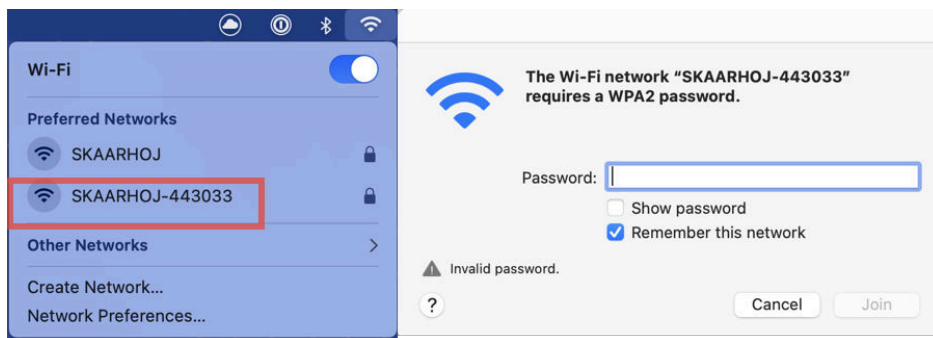 Wi-Fi
Preferred Networks
SKAARHOJ
SKAARHOJ-443033
Other Networks
Create Network...
Network Preferences...
The Wi-Fi network “SKAARHOJ-443033”
requires a WPA2 password.
Password:
Show password
Remember this network
Invalid password.
?
Cancel
Join